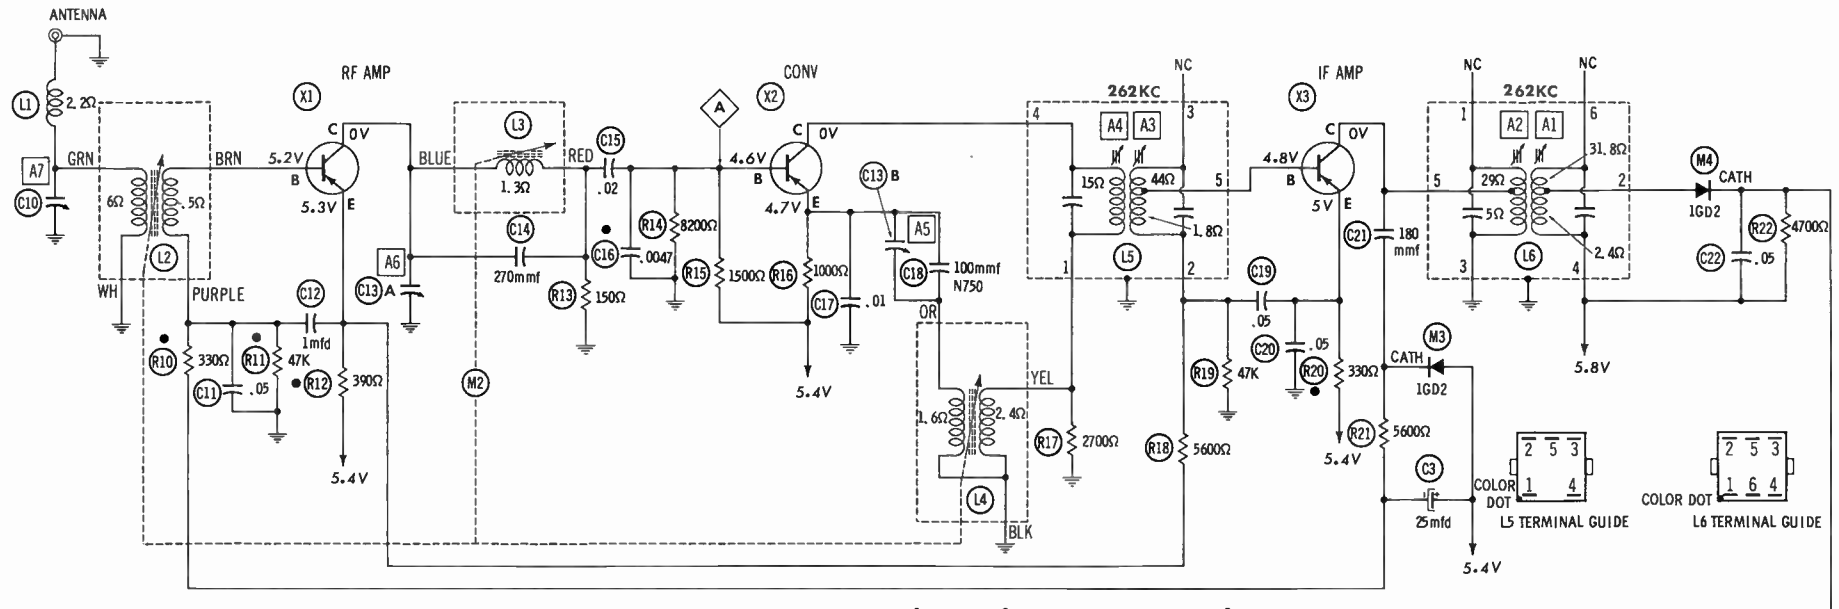 ANTENNA
L1
2.2Ω
A7
GRN
C10
6Ω
.5Ω
L2
WH
BRN
PURPLE
RF AMP
X1
5.2V
B
C
0V
5.3V
E
R10
330Ω
C11
.05
R11
47K
C12
1mfd
R12
390Ω
5.4V
BLUE
A6
C13 A
L3
1.3Ω
RED
C14
270mmf
R13
150Ω
C15
.02
C16
.0047
R14
8200Ω
M2
A
CONV
X2
4.6V
B
C
0V
4.7V
E
R15
1500Ω
R16
1000Ω
C17
.01
5.4V
C13 B
A5
C18
100mmf
N750
OR
1.6Ω
2.4Ω
L4
YEL
BLK
262KC
4
A4
A3
NC
3
15Ω
44Ω
5
1.8Ω
1
L5
2
R17
2700Ω
R18
5600Ω
C19
.05
R19
47K
C20
.05
R20
330Ω
5.4V
IF AMP
X3
4.8V
B
C
0V
5V
E
C21
180
mmf
R21
5600Ω
CATH
M3
1GD2
C3
25mfd
5.4V
262KC
NC
1
A2
A1
NC
6
31.8Ω
5
29Ω
5Ω
2
2.4Ω
3
L6
4
5.8V
M4
CATH
1GD2
C22
.05
R22
4700Ω
2 5 3
1 4
COLOR
DOT
L5 TERMINAL GUIDE
2 5 3
1 6 4
COLOR DOT
L6 TERMINAL GUIDE